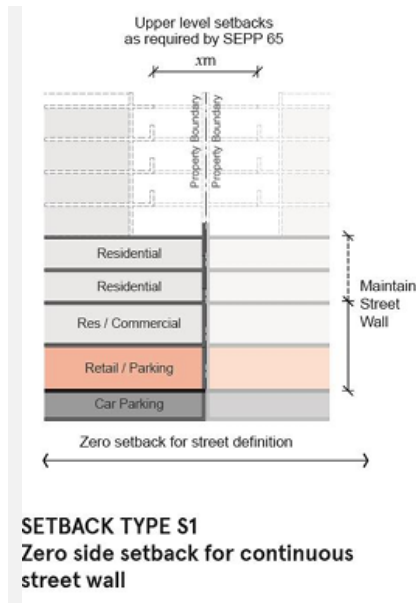 Upper level setbacks
as required by SEPP 65
xm
Property Boundary
Property Boundary
Residential
Residential
Res / Commercial
Retail / Parking
Car Parking
Maintain
Street
Wall
Zero setback for street definition
SETBACK TYPE S1
Zero side setback for continuous
street wall